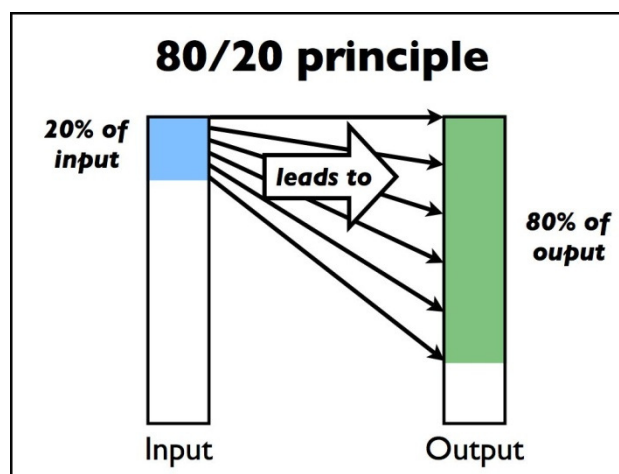 80/20 principle
20% of
input
leads to
80% of
ouput
Input
Output